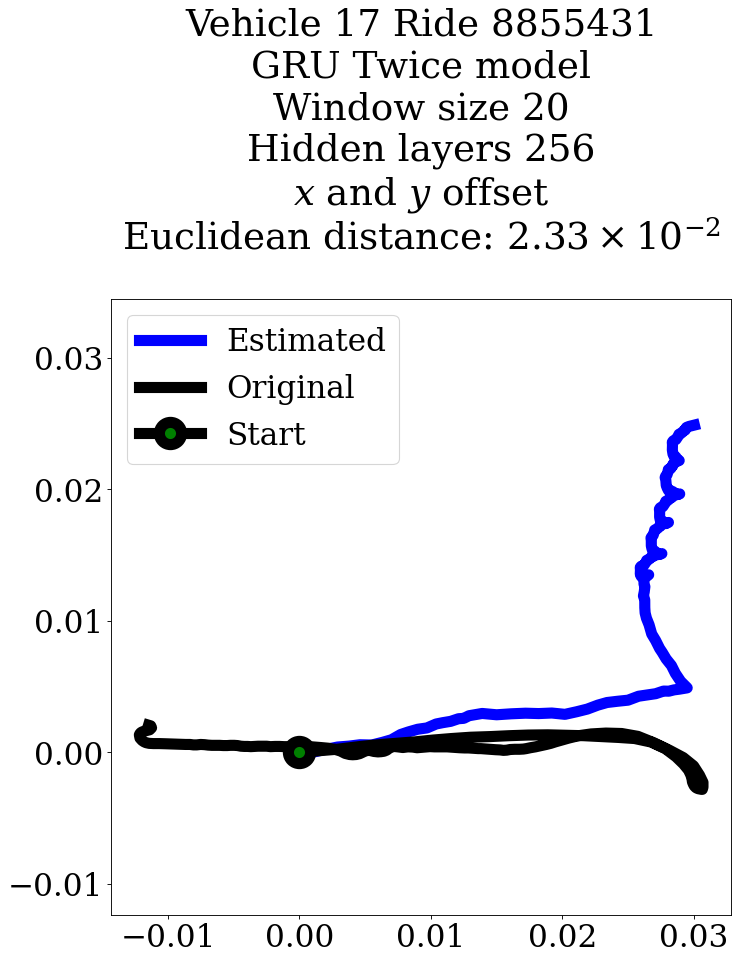 Vehicle 17 Ride 8855431
GRU Twice model
Window size 20
Hidden layers 256
x and y offset
Euclidean distance: 2.33 × 10⁻²
Estimated
Original
Start
0.03
0.02
0.01
0.00
−0.01
−0.01 0.00 0.01 0.02 0.03